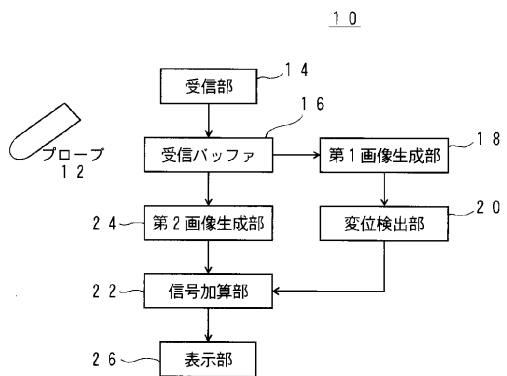 10
受信部
14
16
プローブ
12
受信バッファ
第1画像生成部
18
24
第2画像生成部
変位検出部
20
22
信号加算部
26
表示部